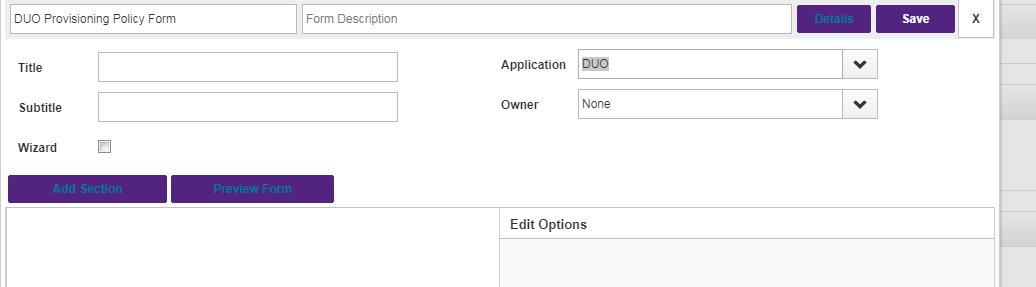 DUO Provisioning Policy Form Form Description Details Save X
Title Application DUO
Subtitle Owner None
Wizard
Add Section Preview Form
Edit Options